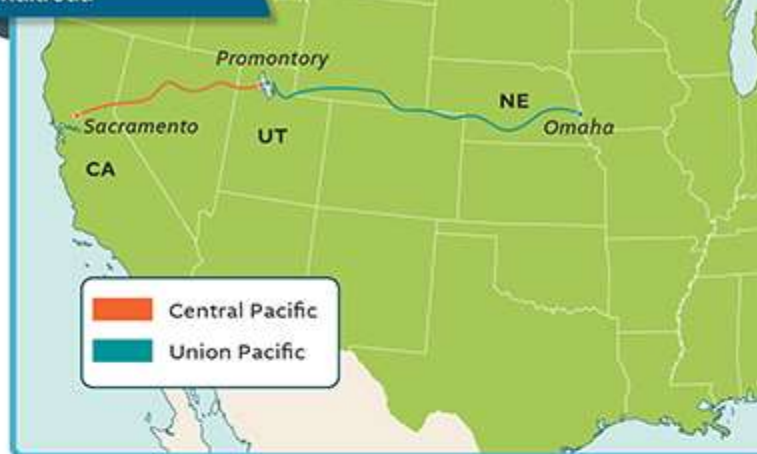 Promontory
NE
Sacramento
UT
Omaha
CA
Central Pacific
Union Pacific